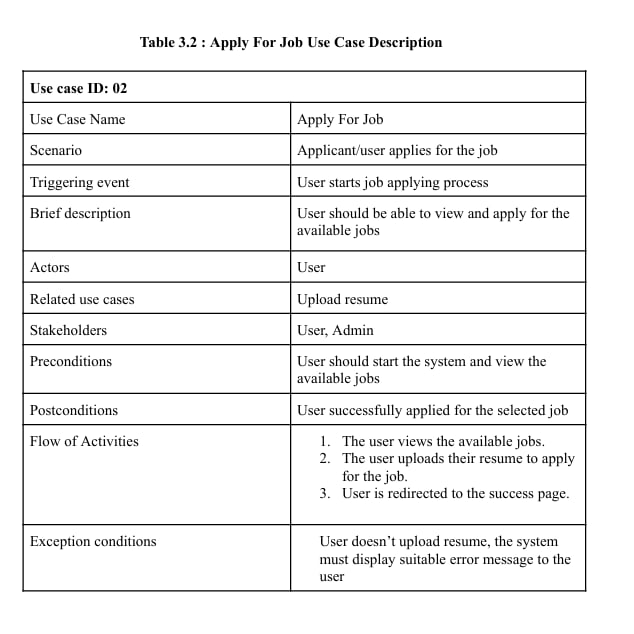 Table 3.2 : Apply For Job Use Case Description
Use case ID: 02
Use Case Name
Apply For Job
Scenario
Applicant/user applies for the job
Triggering event
User starts job applying process
Brief description
User should be able to view and apply for the
available jobs
Actors
User
Related use cases
Upload resume
Stakeholders
User, Admin
Preconditions
User should start the system and view the
available jobs
Postconditions
User successfully applied for the selected job
Flow of Activities
1. The user views the available jobs.
2. The user uploads their resume to apply
for the job.
3. User is redirected to the success page.
Exception conditions
User doesn’t upload resume, the system
must display suitable error message to the
user